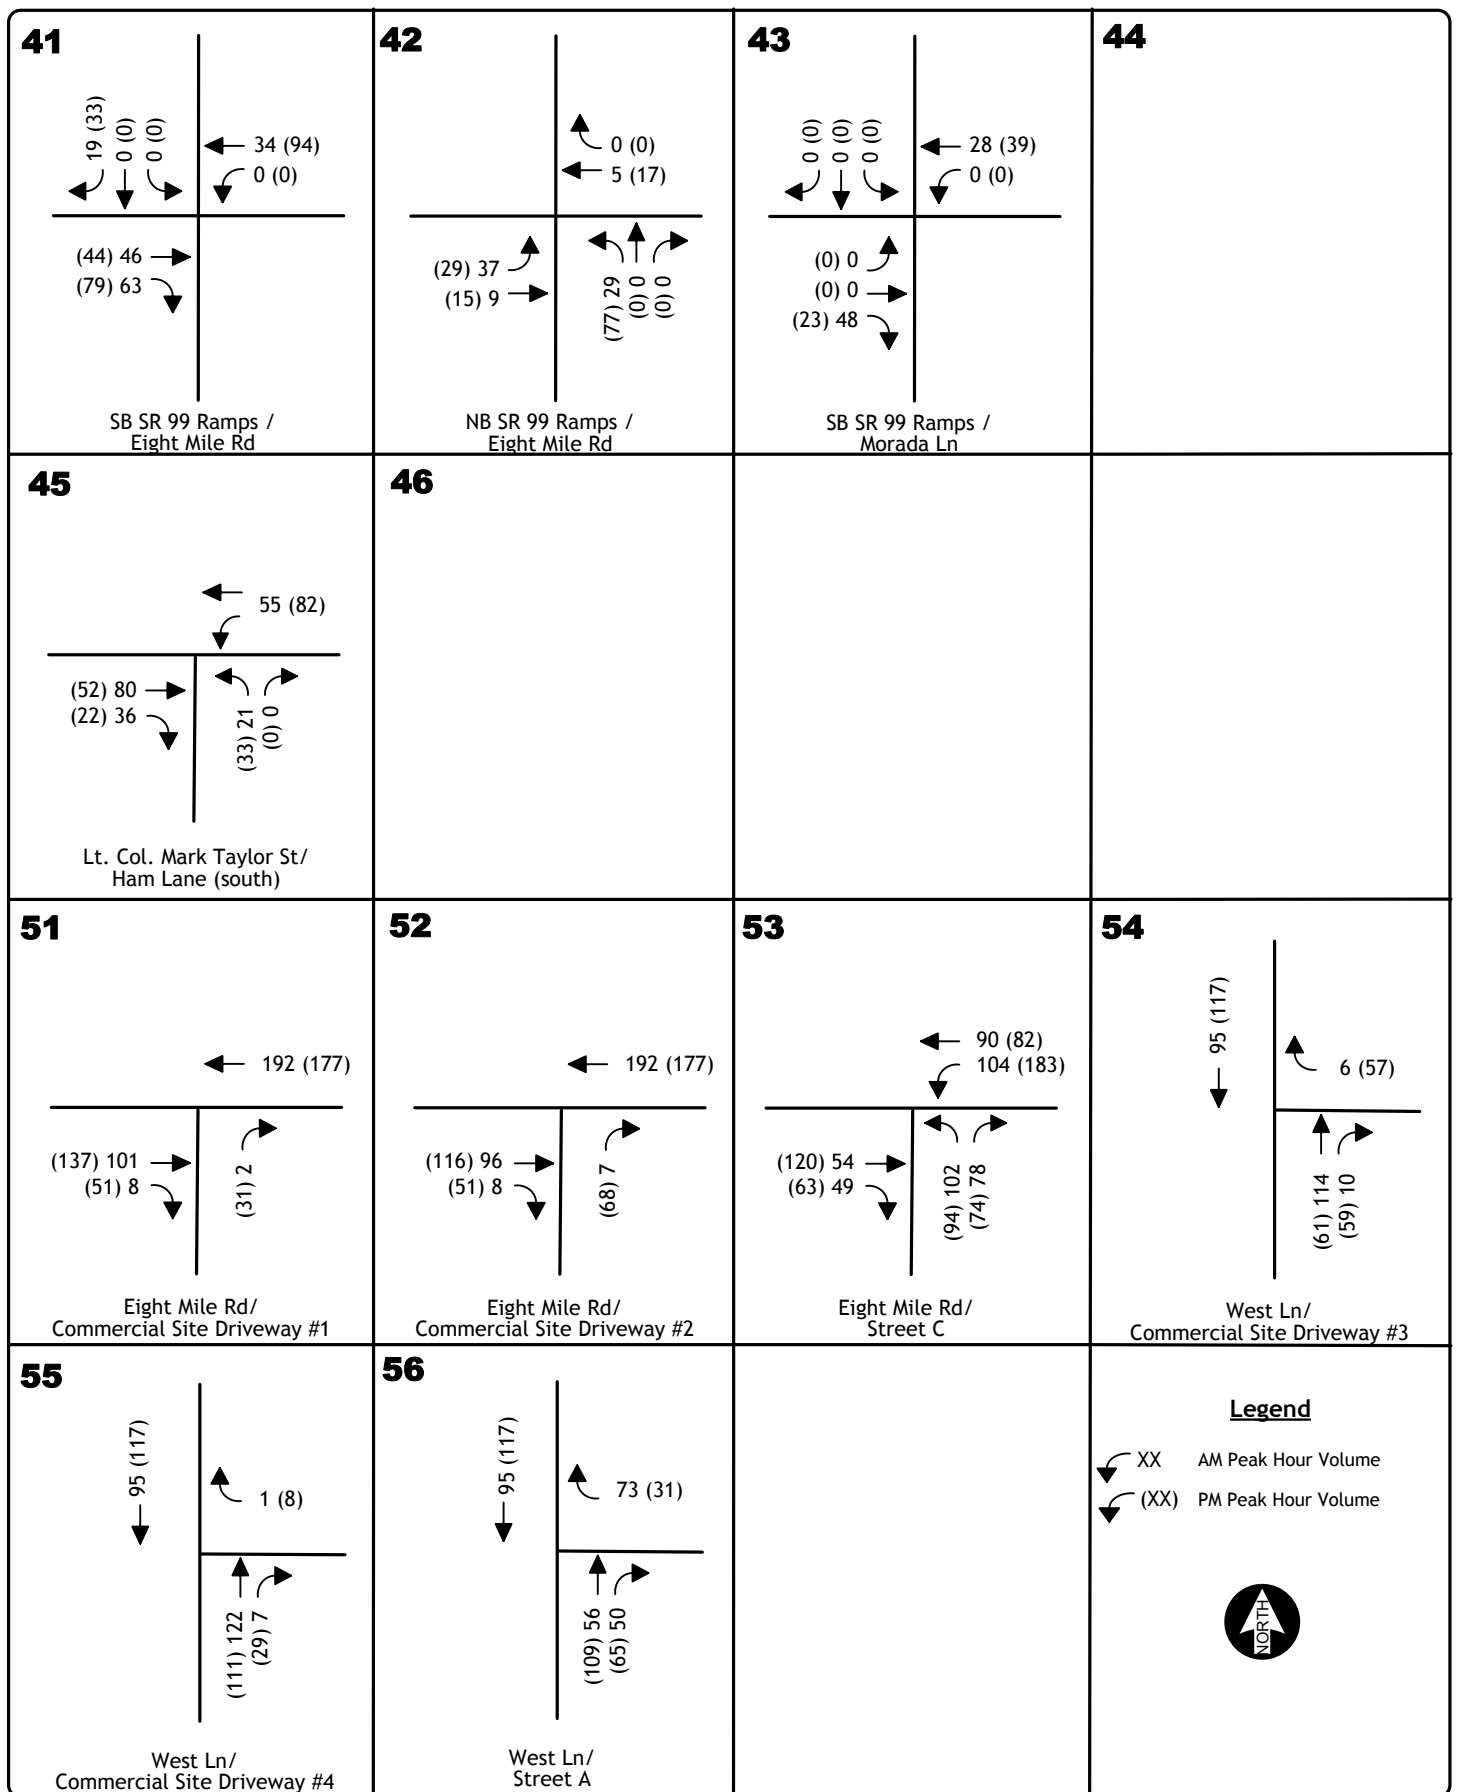 41
19 (33)
0 (0)
0 (0)
34 (94)
0 (0)
(44) 46
(79) 63
SB SR 99 Ramps /
Eight Mile Rd
42
0 (0)
5 (17)
(29) 37
(15) 9
(77) 29
(0) 0
(0) 0
NB SR 99 Ramps /
Eight Mile Rd
43
0 (0)
0 (0)
0 (0)
28 (39)
0 (0)
(0) 0
(0) 0
(23) 48
SB SR 99 Ramps /
Morada Ln
44
45
55 (82)
(52) 80
(22) 36
(33) 21
(0) 0
Lt. Col. Mark Taylor St/
Ham Lane (south)
46
51
192 (177)
(137) 101
(51) 8
(31) 2
Eight Mile Rd/
Commercial Site Driveway #1
52
192 (177)
(116) 96
(51) 8
(68) 7
Eight Mile Rd/
Commercial Site Driveway #2
53
90 (82)
104 (183)
(120) 54
(63) 49
(94) 102
(74) 78
Eight Mile Rd/
Street C
54
95 (117)
6 (57)
(61) 114
(59) 10
West Ln/
Commercial Site Driveway #3
55
95 (117)
1 (8)
(111) 122
(29) 7
West Ln/
Commercial Site Driveway #4
56
95 (117)
73 (31)
(109) 56
(65) 50
West Ln/
Street A
Legend
XX AM Peak Hour Volume
(XX) PM Peak Hour Volume
NORTH